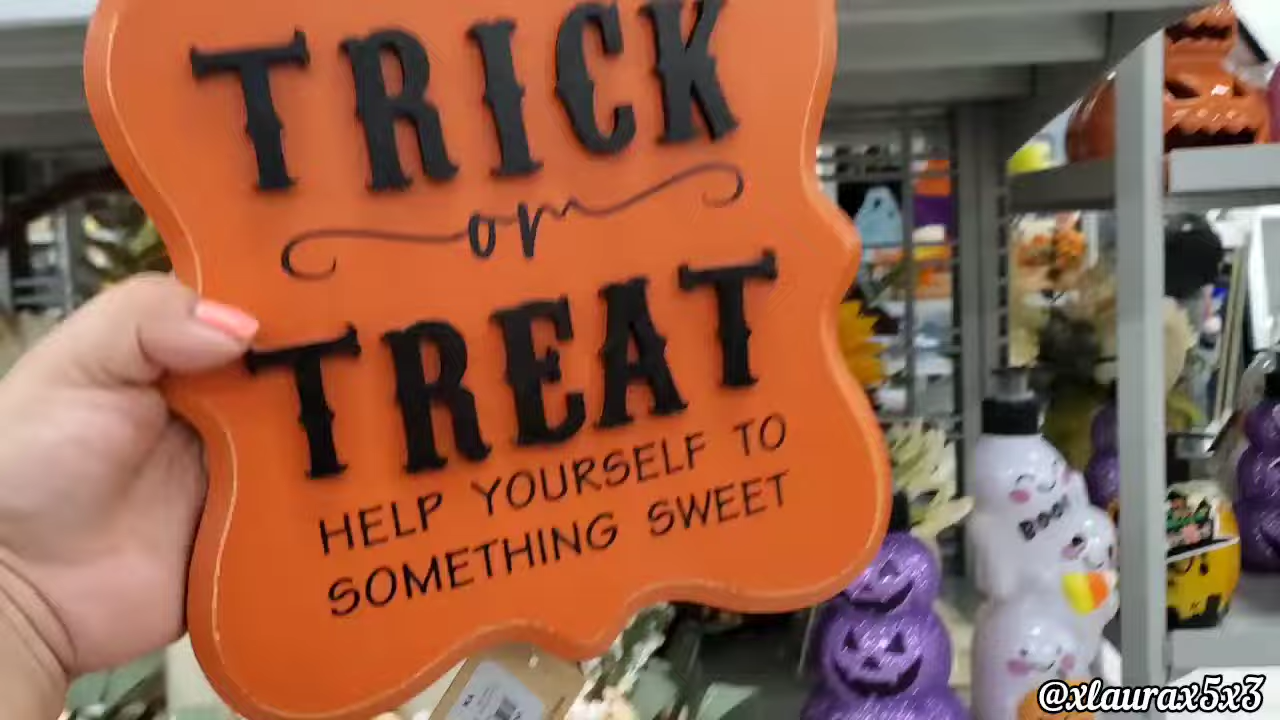 TRICK
or
TREAT
HELP YOURSELF TO
SOMETHING SWEET
BOO!
@xlaurax5x3